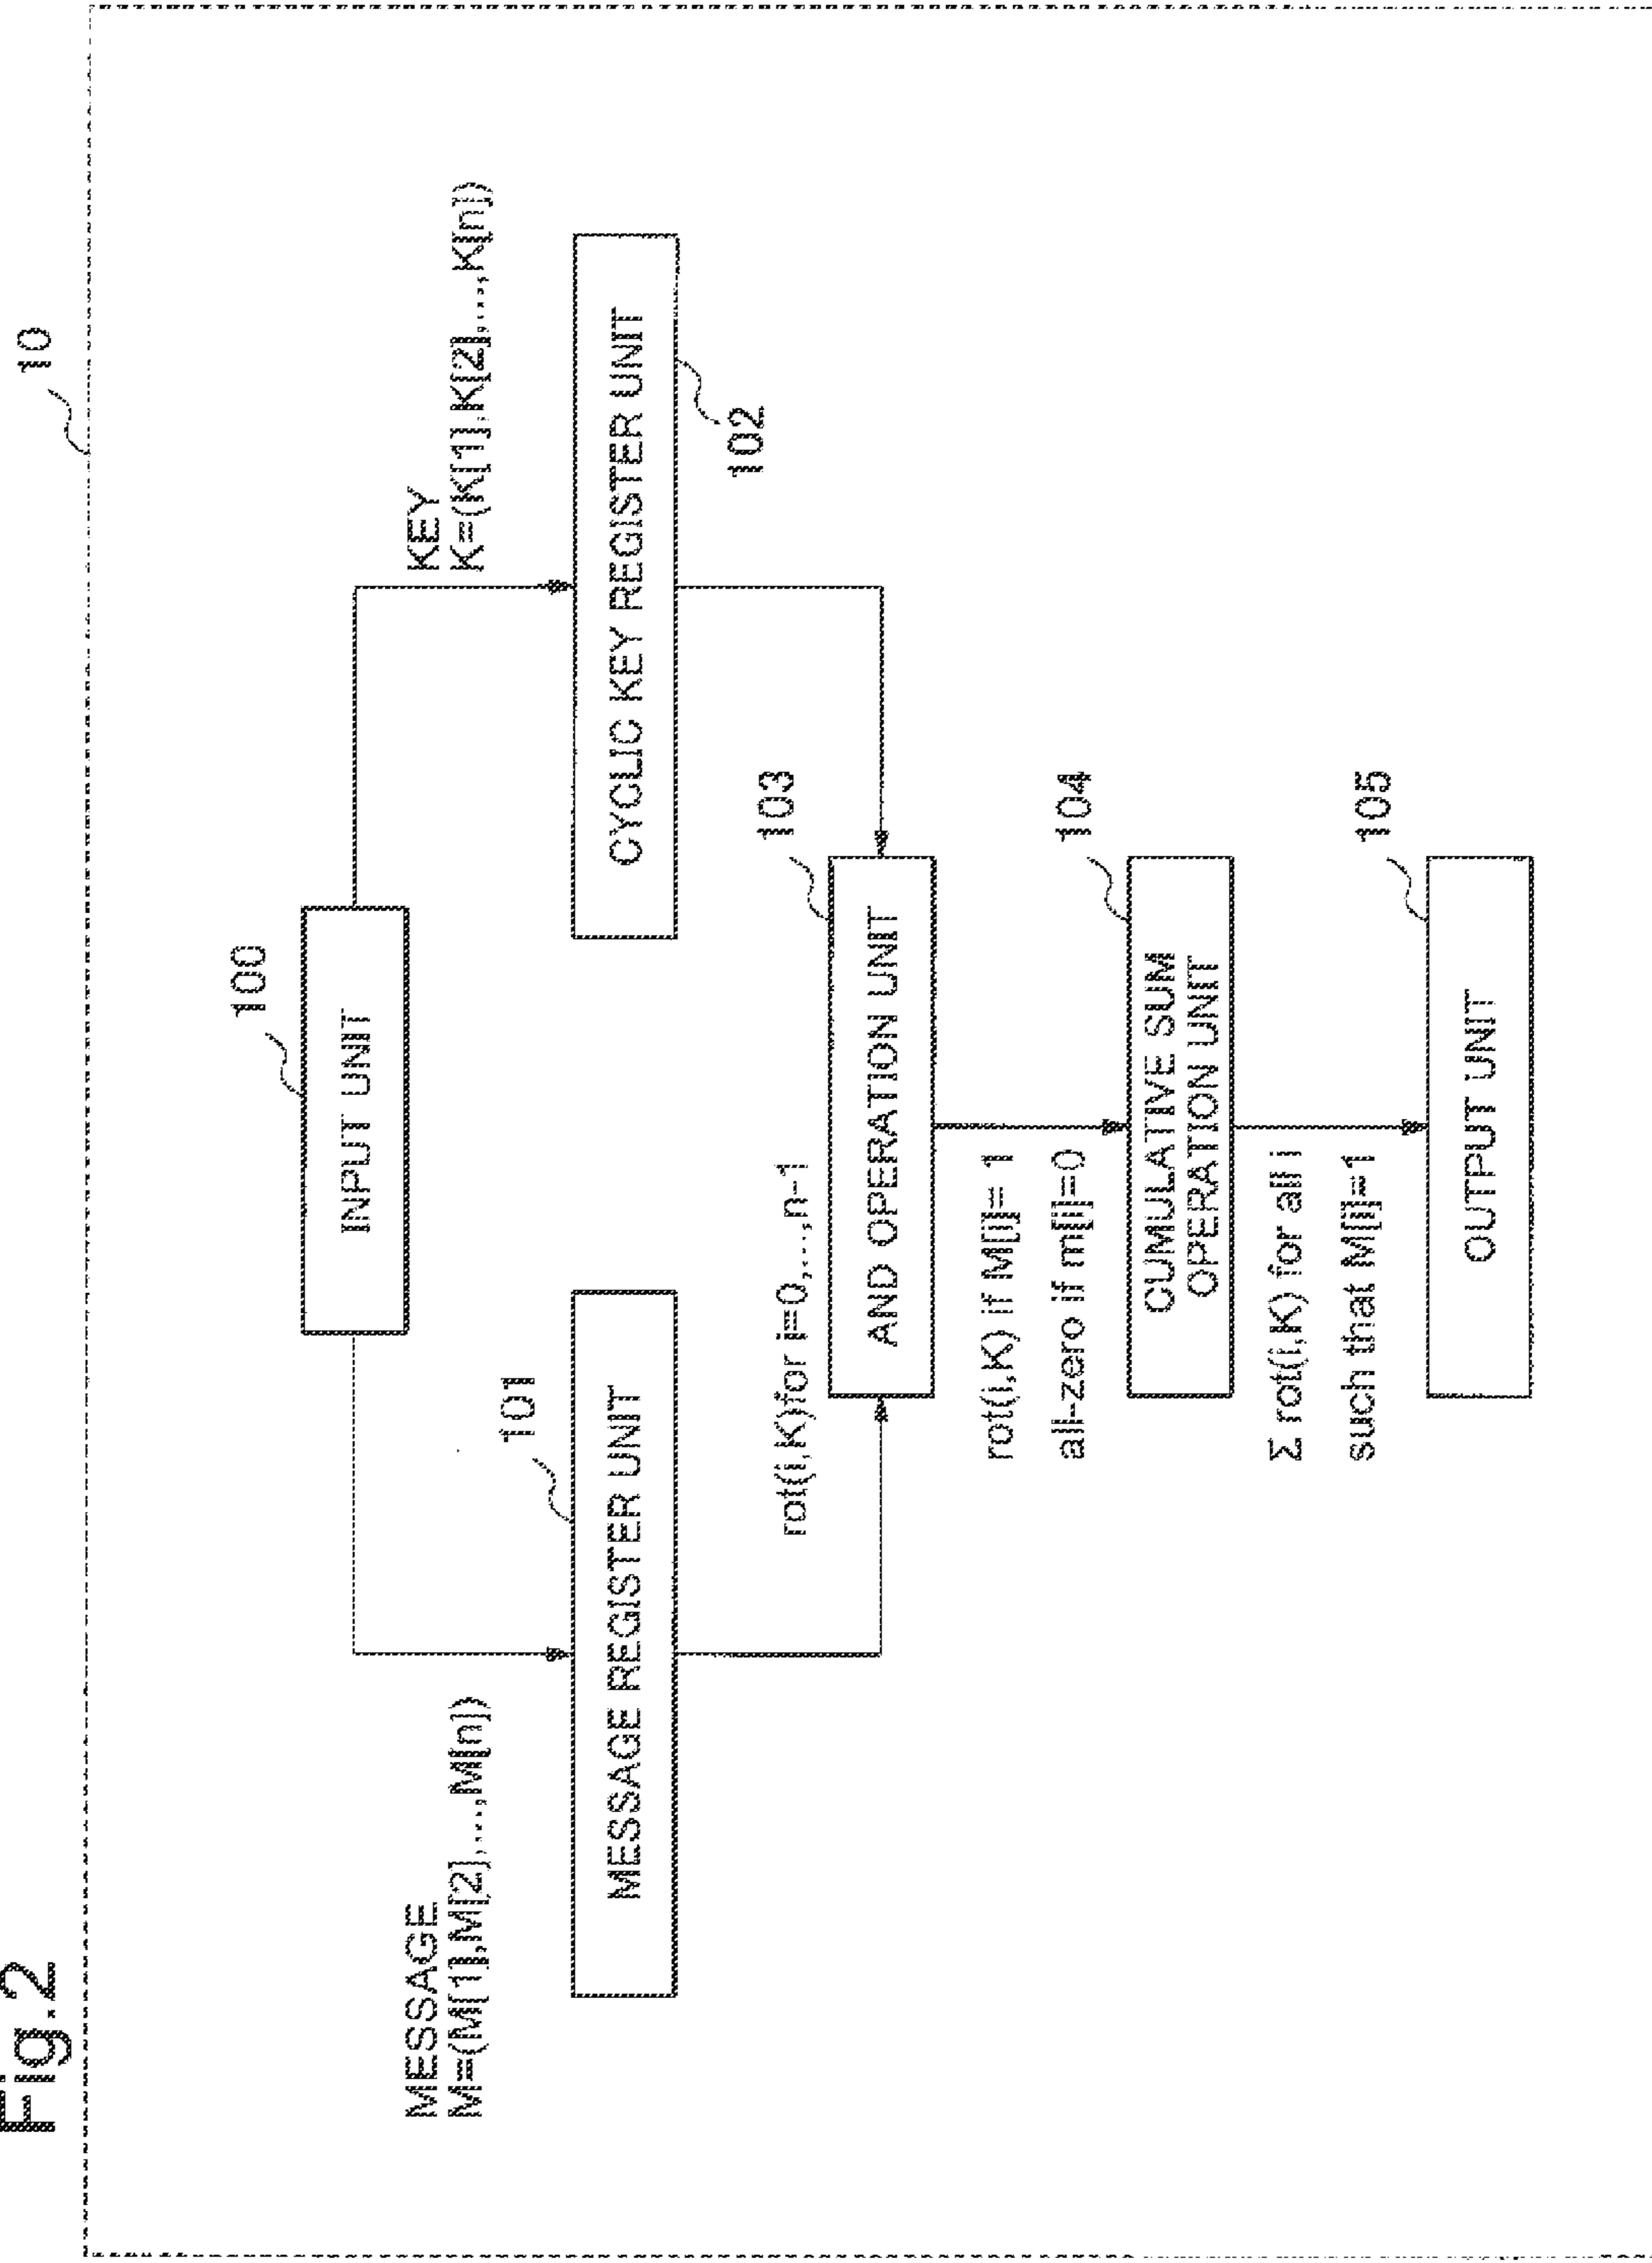 Fig.2
10
100
INPUT UNIT
MESSAGE
M=(M[1],M[2],...,M[n])
KEY
K=(K[1],K[2],...,K[n])
101
MESSAGE REGISTER UNIT
CYCLIC KEY REGISTER UNIT
102
rot(i,K)for i=0,...,n-1
103
AND OPERATION UNIT
rot(i,K) if M[i]= 1
all-zero if m[i]=0
104
CUMULATIVE SUM
OPERATION UNIT
Σ rot(i,K) for all i
such that M[i]=1
105
OUTPUT UNIT